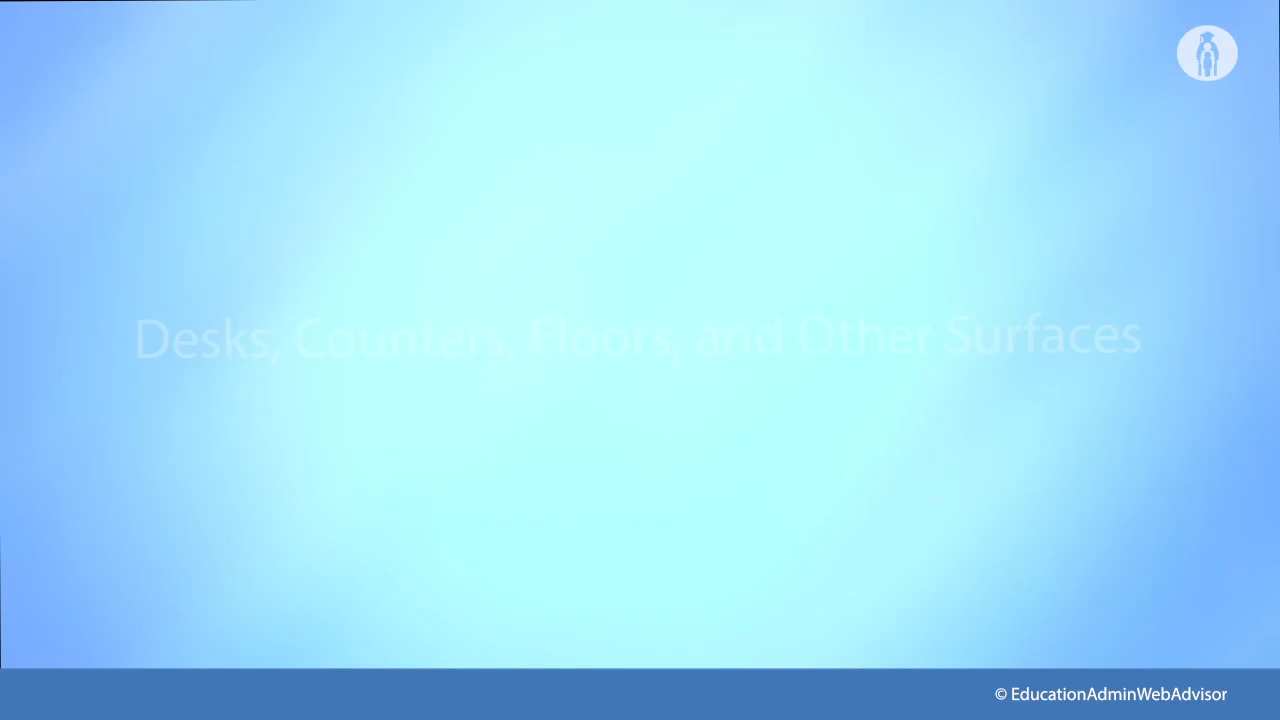 Desks, Counters, Floors, and Other Surfaces
© EducationAdminWebAdvisor